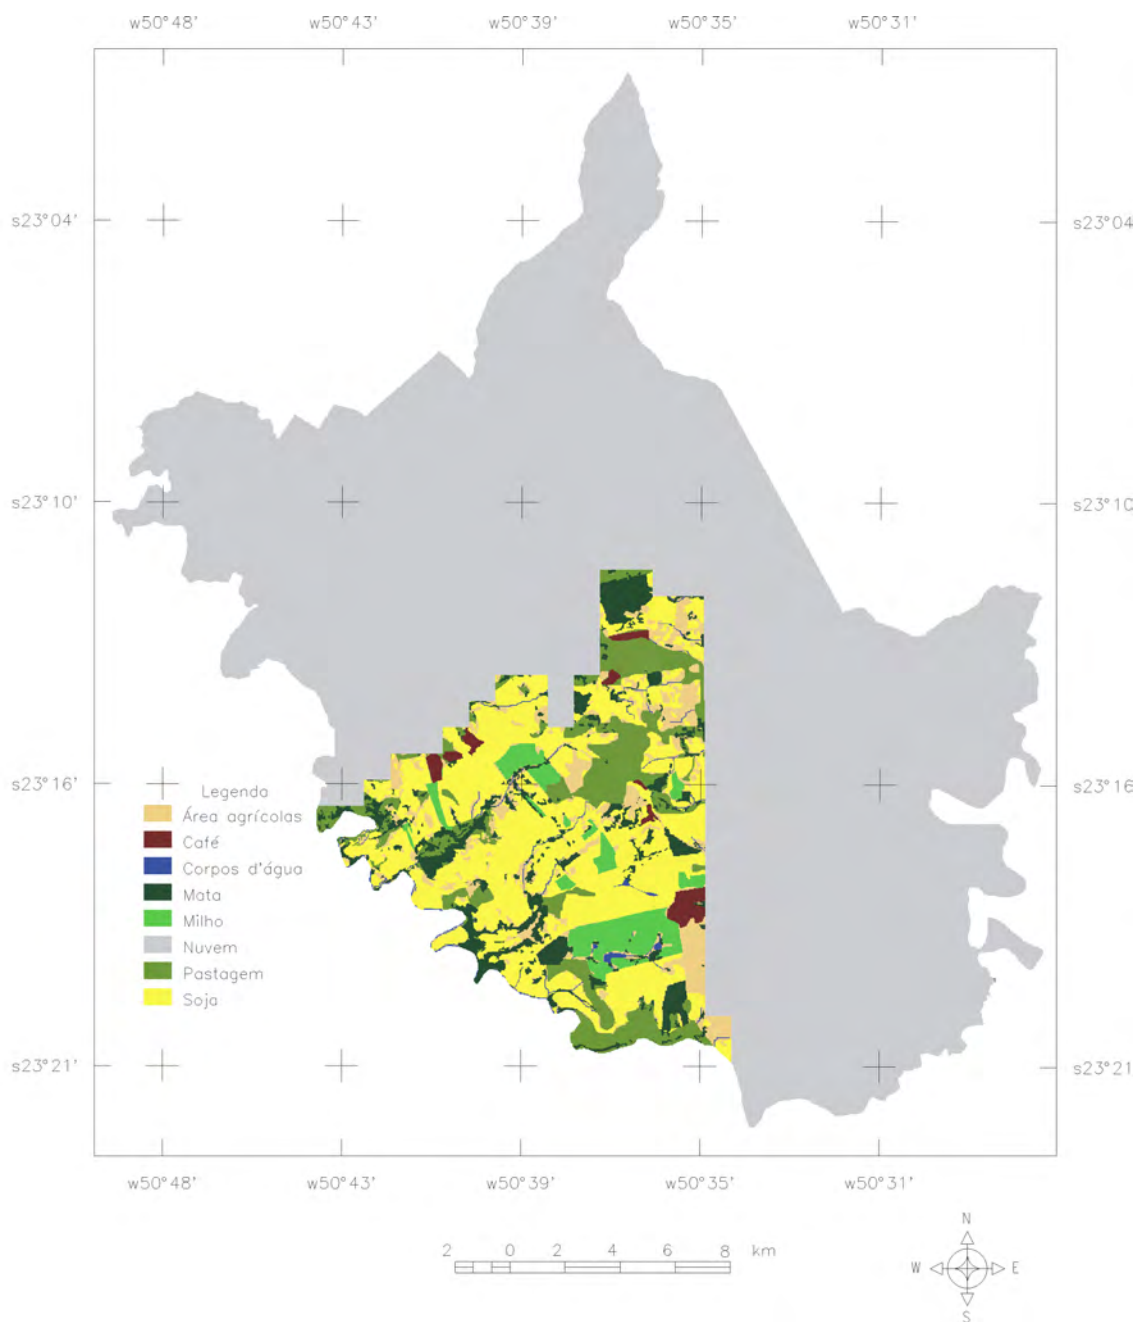 w50°48' w50°43' w50°39' w50°35' w50°31'
s23°04' s23°04'
s23°10' s23°10'
s23°16' s23°16'
Legenda
Área agrícolas
Café
Corpos d'água
Mata
Milho
Nuvem
Pastagem
Soja
s23°21' s23°21'
w50°48' w50°43' w50°39' w50°35' w50°31'
2 0 2 4 6 8 km
N
W E
S